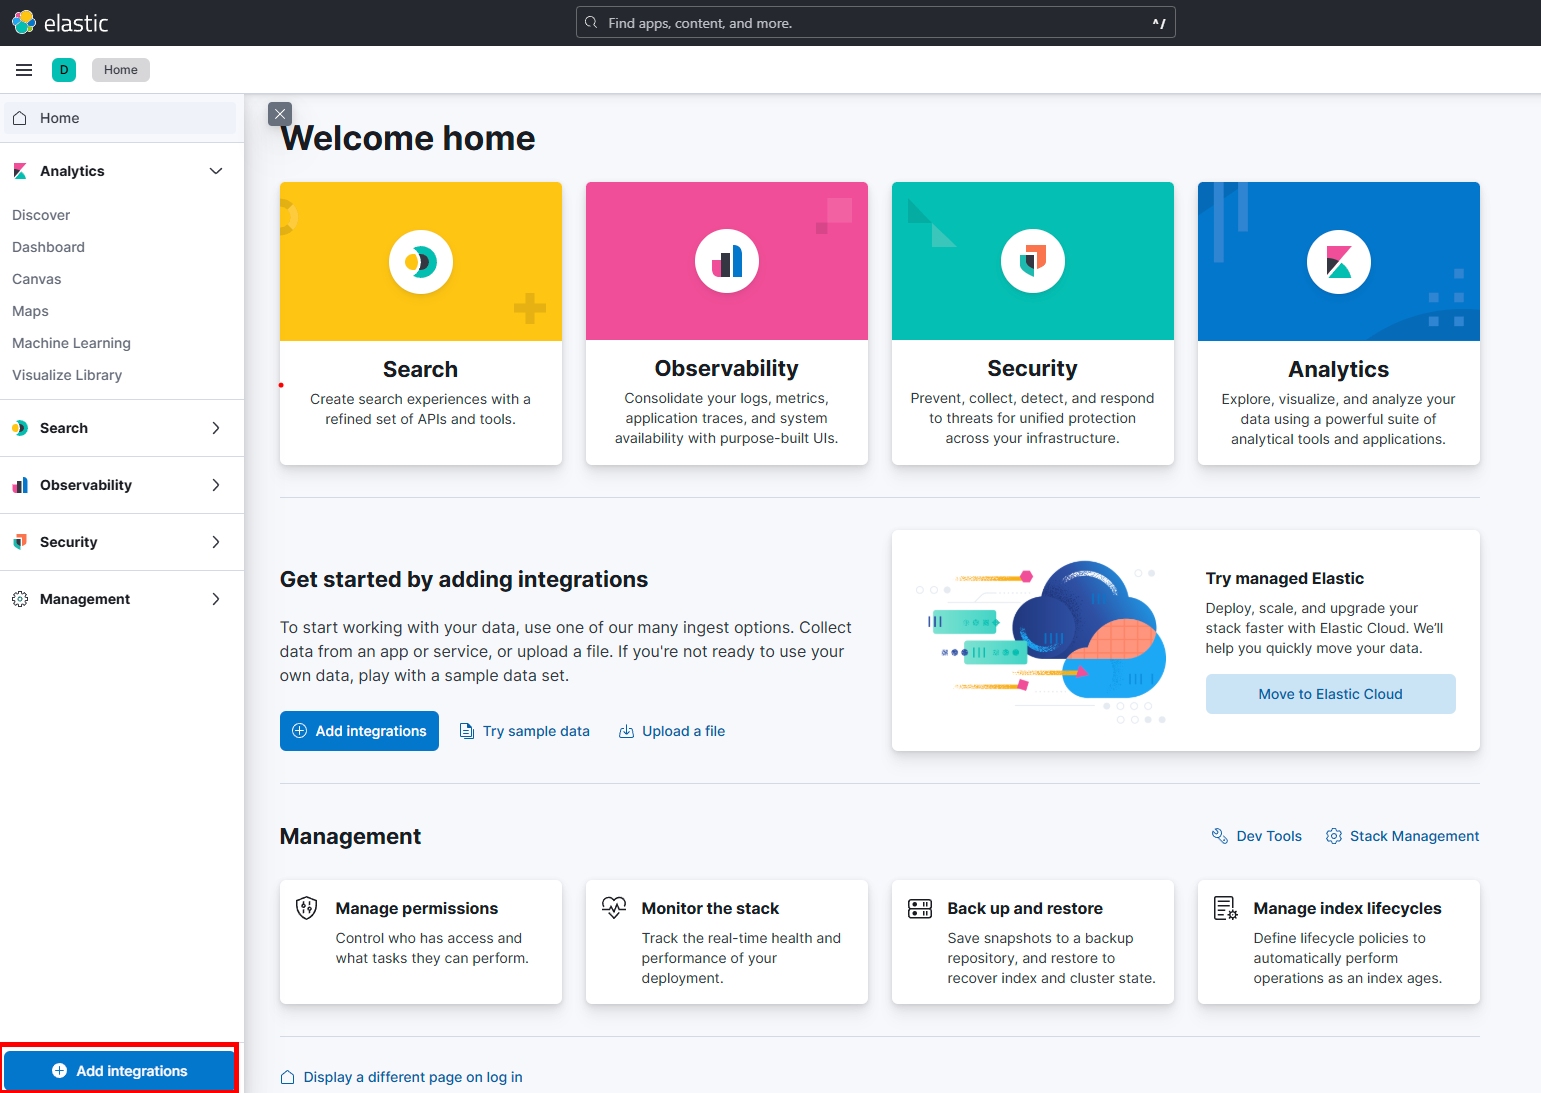 elastic
Find apps, content, and more.
^/
D
Home
Home
Analytics
Discover
Dashboard
Canvas
Maps
Machine Learning
Visualize Library
Search
Observability
Security
Management
Add integrations
Welcome home
Search
Create search experiences with a
refined set of APIs and tools.
Observability
Consolidate your logs, metrics,
application traces, and system
availability with purpose-built UIs.
Security
Prevent, collect, detect, and respond
to threats for unified protection
across your infrastructure.
Analytics
Explore, visualize, and analyze your
data using a powerful suite of
analytical tools and applications.
Get started by adding integrations
To start working with your data, use one of our many ingest options. Collect
data from an app or service, or upload a file. If you're not ready to use your
own data, play with a sample data set.
Add integrations
Try sample data
Upload a file
Try managed Elastic
Deploy, scale, and upgrade your
stack faster with Elastic Cloud. We’ll
help you quickly move your data.
Move to Elastic Cloud
Management
Dev Tools
Stack Management
Manage permissions
Control who has access and
what tasks they can perform.
Monitor the stack
Track the real-time health and
performance of your
deployment.
Back up and restore
Save snapshots to a backup
repository, and restore to
recover index and cluster state.
Manage index lifecycles
Define lifecycle policies to
automatically perform
operations as an index ages.
Display a different page on log in